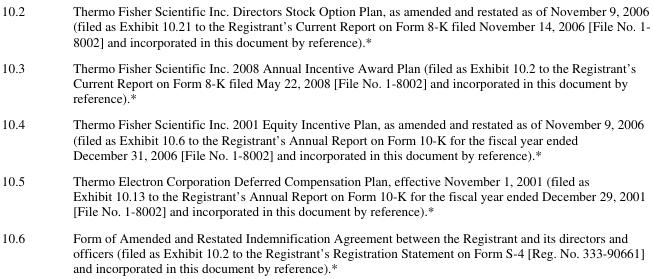 10.2 Thermo Fisher Scientific Inc. Directors Stock Option Plan, as amended and restated as of November 9, 2006
(filed as Exhibit 10.21 to the Registrant's Current Report on Form 8-K filed November 14, 2006 [File No. 1-
8002] and incorporated in this document by reference).*
10.3 Thermo Fisher Scientific Inc. 2008 Annual Incentive Award Plan (filed as Exhibit 10.2 to the Registrant's
Current Report on Form 8-K filed May 22, 2008 [File No. 1-8002] and incorporated in this document by
reference).*
10.4 Thermo Fisher Scientific Inc. 2001 Equity Incentive Plan, as amended and restated as of November 9, 2006
(filed as Exhibit 10.6 to the Registrant's Annual Report on Form 10-K for the fiscal year ended
December 31, 2006 [File No. 1-8002] and incorporated in this document by reference).*
10.5 Thermo Electron Corporation Deferred Compensation Plan, effective November 1, 2001 (filed as
Exhibit 10.13 to the Registrant's Annual Report on Form 10-K for the fiscal year ended December 29, 2001
[File No. 1-8002] and incorporated in this document by reference).*
10.6 Form of Amended and Restated Indemnification Agreement between the Registrant and its directors and
officers (filed as Exhibit 10.2 to the Registrant's Registration Statement on Form S-4 [Reg. No. 333-90661]
and incorporated in this document by reference).*